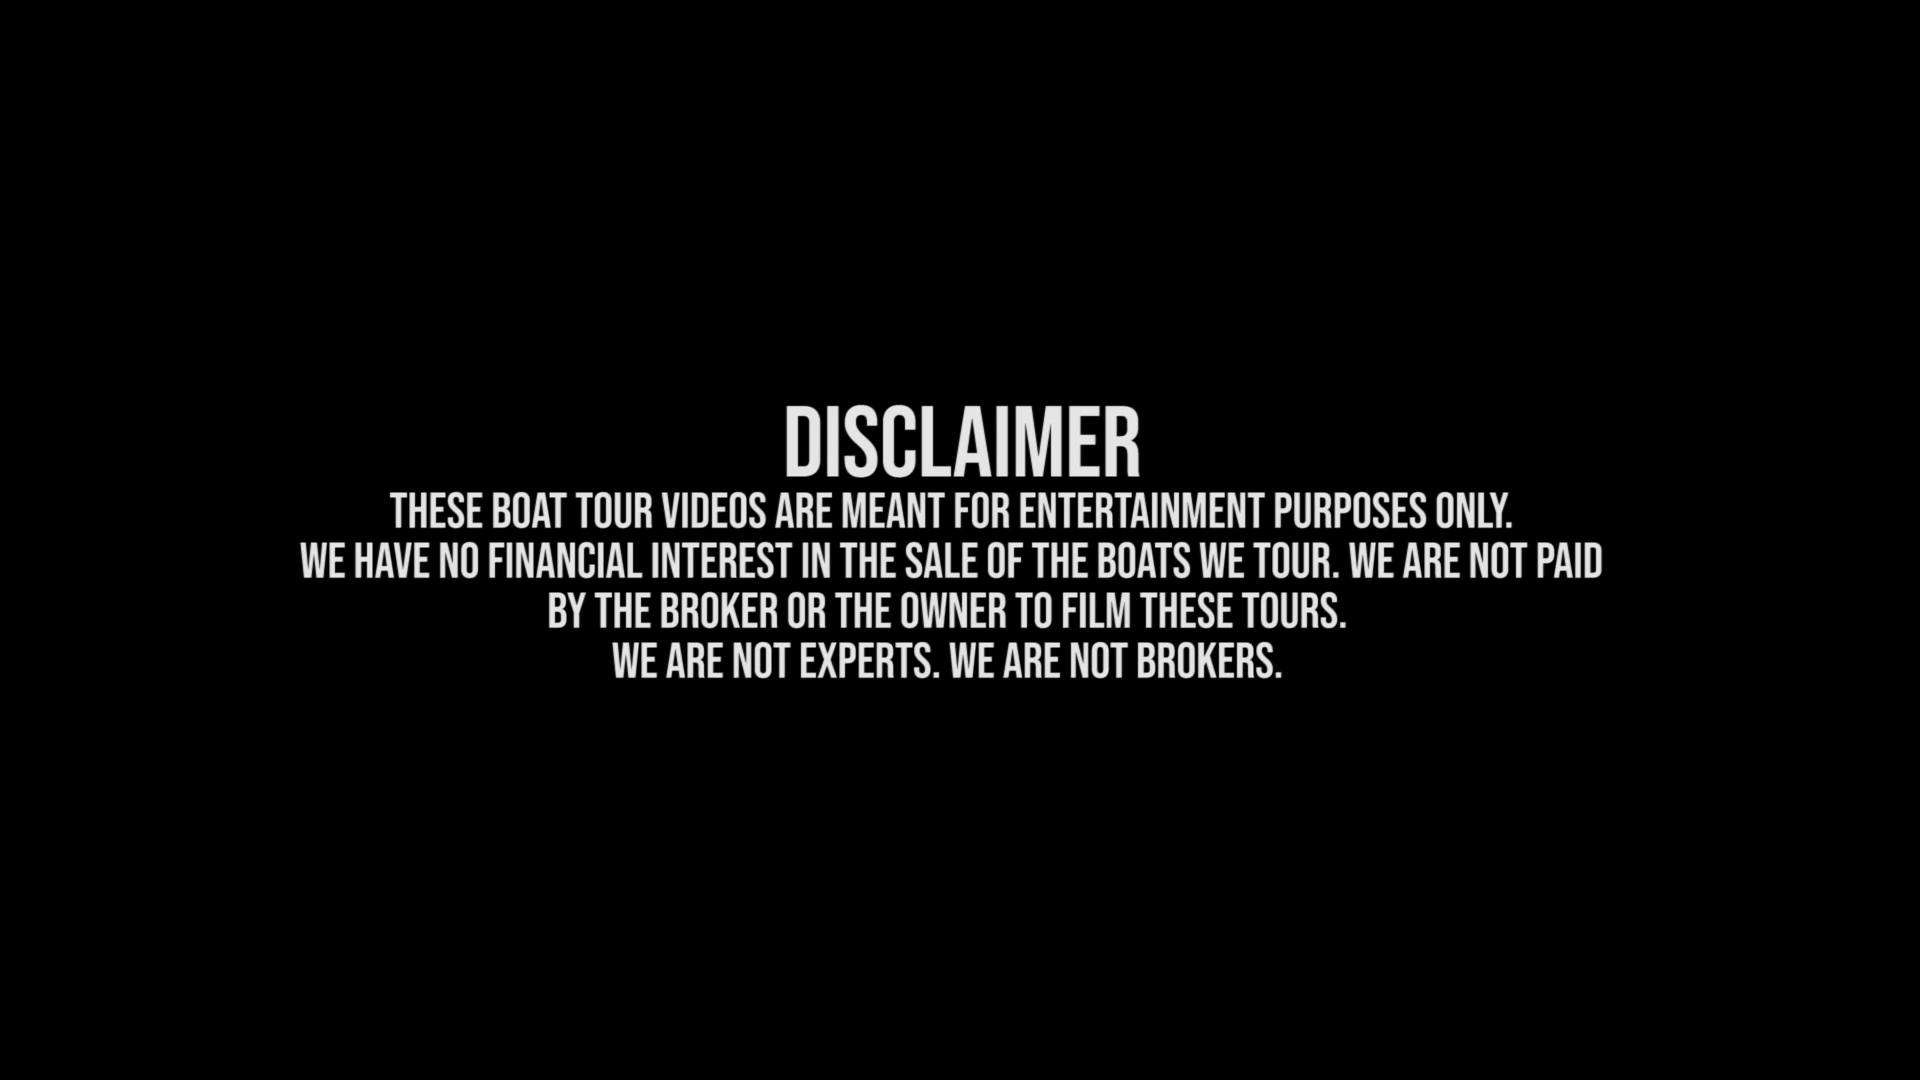 DISCLAIMER
THESE BOAT TOUR VIDEOS ARE MEANT FOR ENTERTAINMENT PURPOSES ONLY.
WE HAVE NO FINANCIAL INTEREST IN THE SALE OF THE BOATS WE TOUR. WE ARE NOT PAID
BY THE BROKER OR THE OWNER TO FILM THESE TOURS.
WE ARE NOT EXPERTS. WE ARE NOT BROKERS.